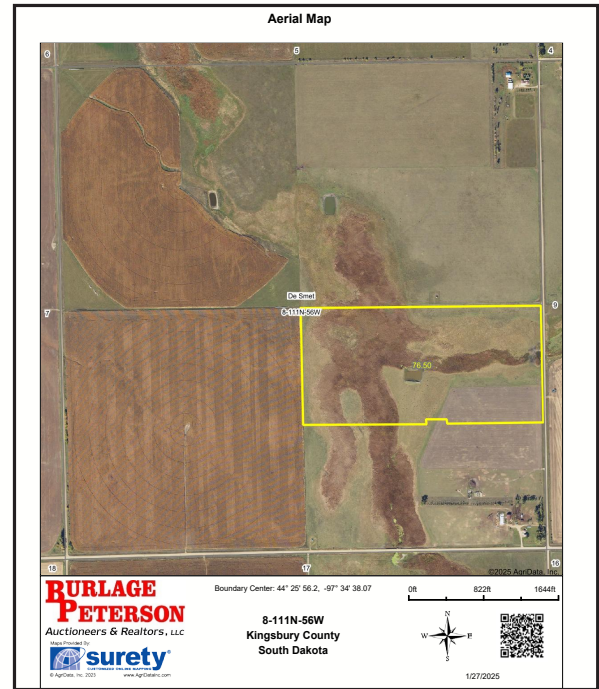 Aerial Map
6
5
4
De Smet
7
9
8-111N-56W
76.50
18
17
16
©2025 AgriData, Inc.
BURLAGE
PETERSON
Auctioneers & Realtors, LLC
Maps Provided By:
surety®
CUSTOMIZED ONLINE MAPPING
© AgriData, Inc. 2023 www.AgriDataInc.com
Boundary Center: 44° 25' 56.2, -97° 34' 38.07
8-111N-56W
Kingsbury County
South Dakota
0ft 822ft 1644ft
N
W E
S
1/27/2025